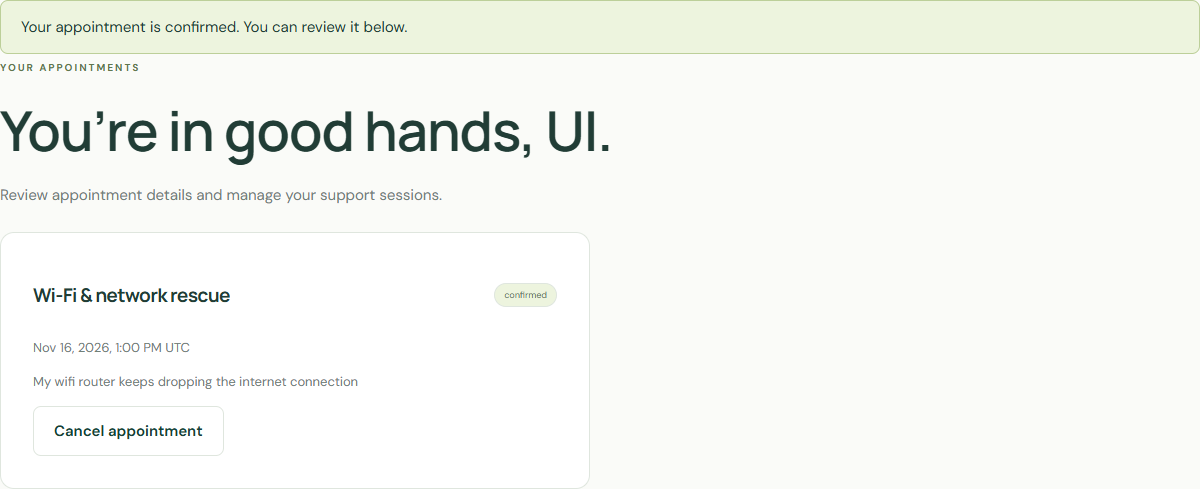 Your appointment is confirmed. You can review it below.
YOUR APPOINTMENTS
You’re in good hands, UI.
Review appointment details and manage your support sessions.
Wi-Fi & network rescue
confirmed
Nov 16, 2026, 1:00 PM UTC
My wifi router keeps dropping the internet connection
Cancel appointment